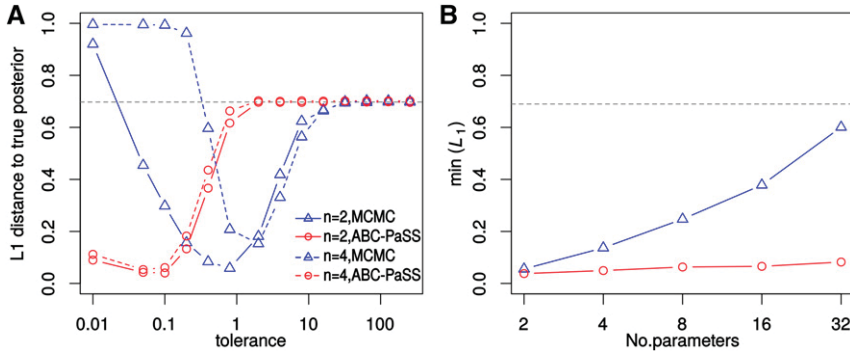 A
L1 distance to true posterior
1.0
0.8
0.6
0.4
0.2
0.0
n=2,MCMC
n=2,ABC-PaSS
n=4,MCMC
n=4,ABC-PaSS
0.01 0.1 1 10 100
tolerance
B
min (L1)
1.0
0.8
0.6
0.4
0.2
0.0
2 4 8 16 32
No.parameters